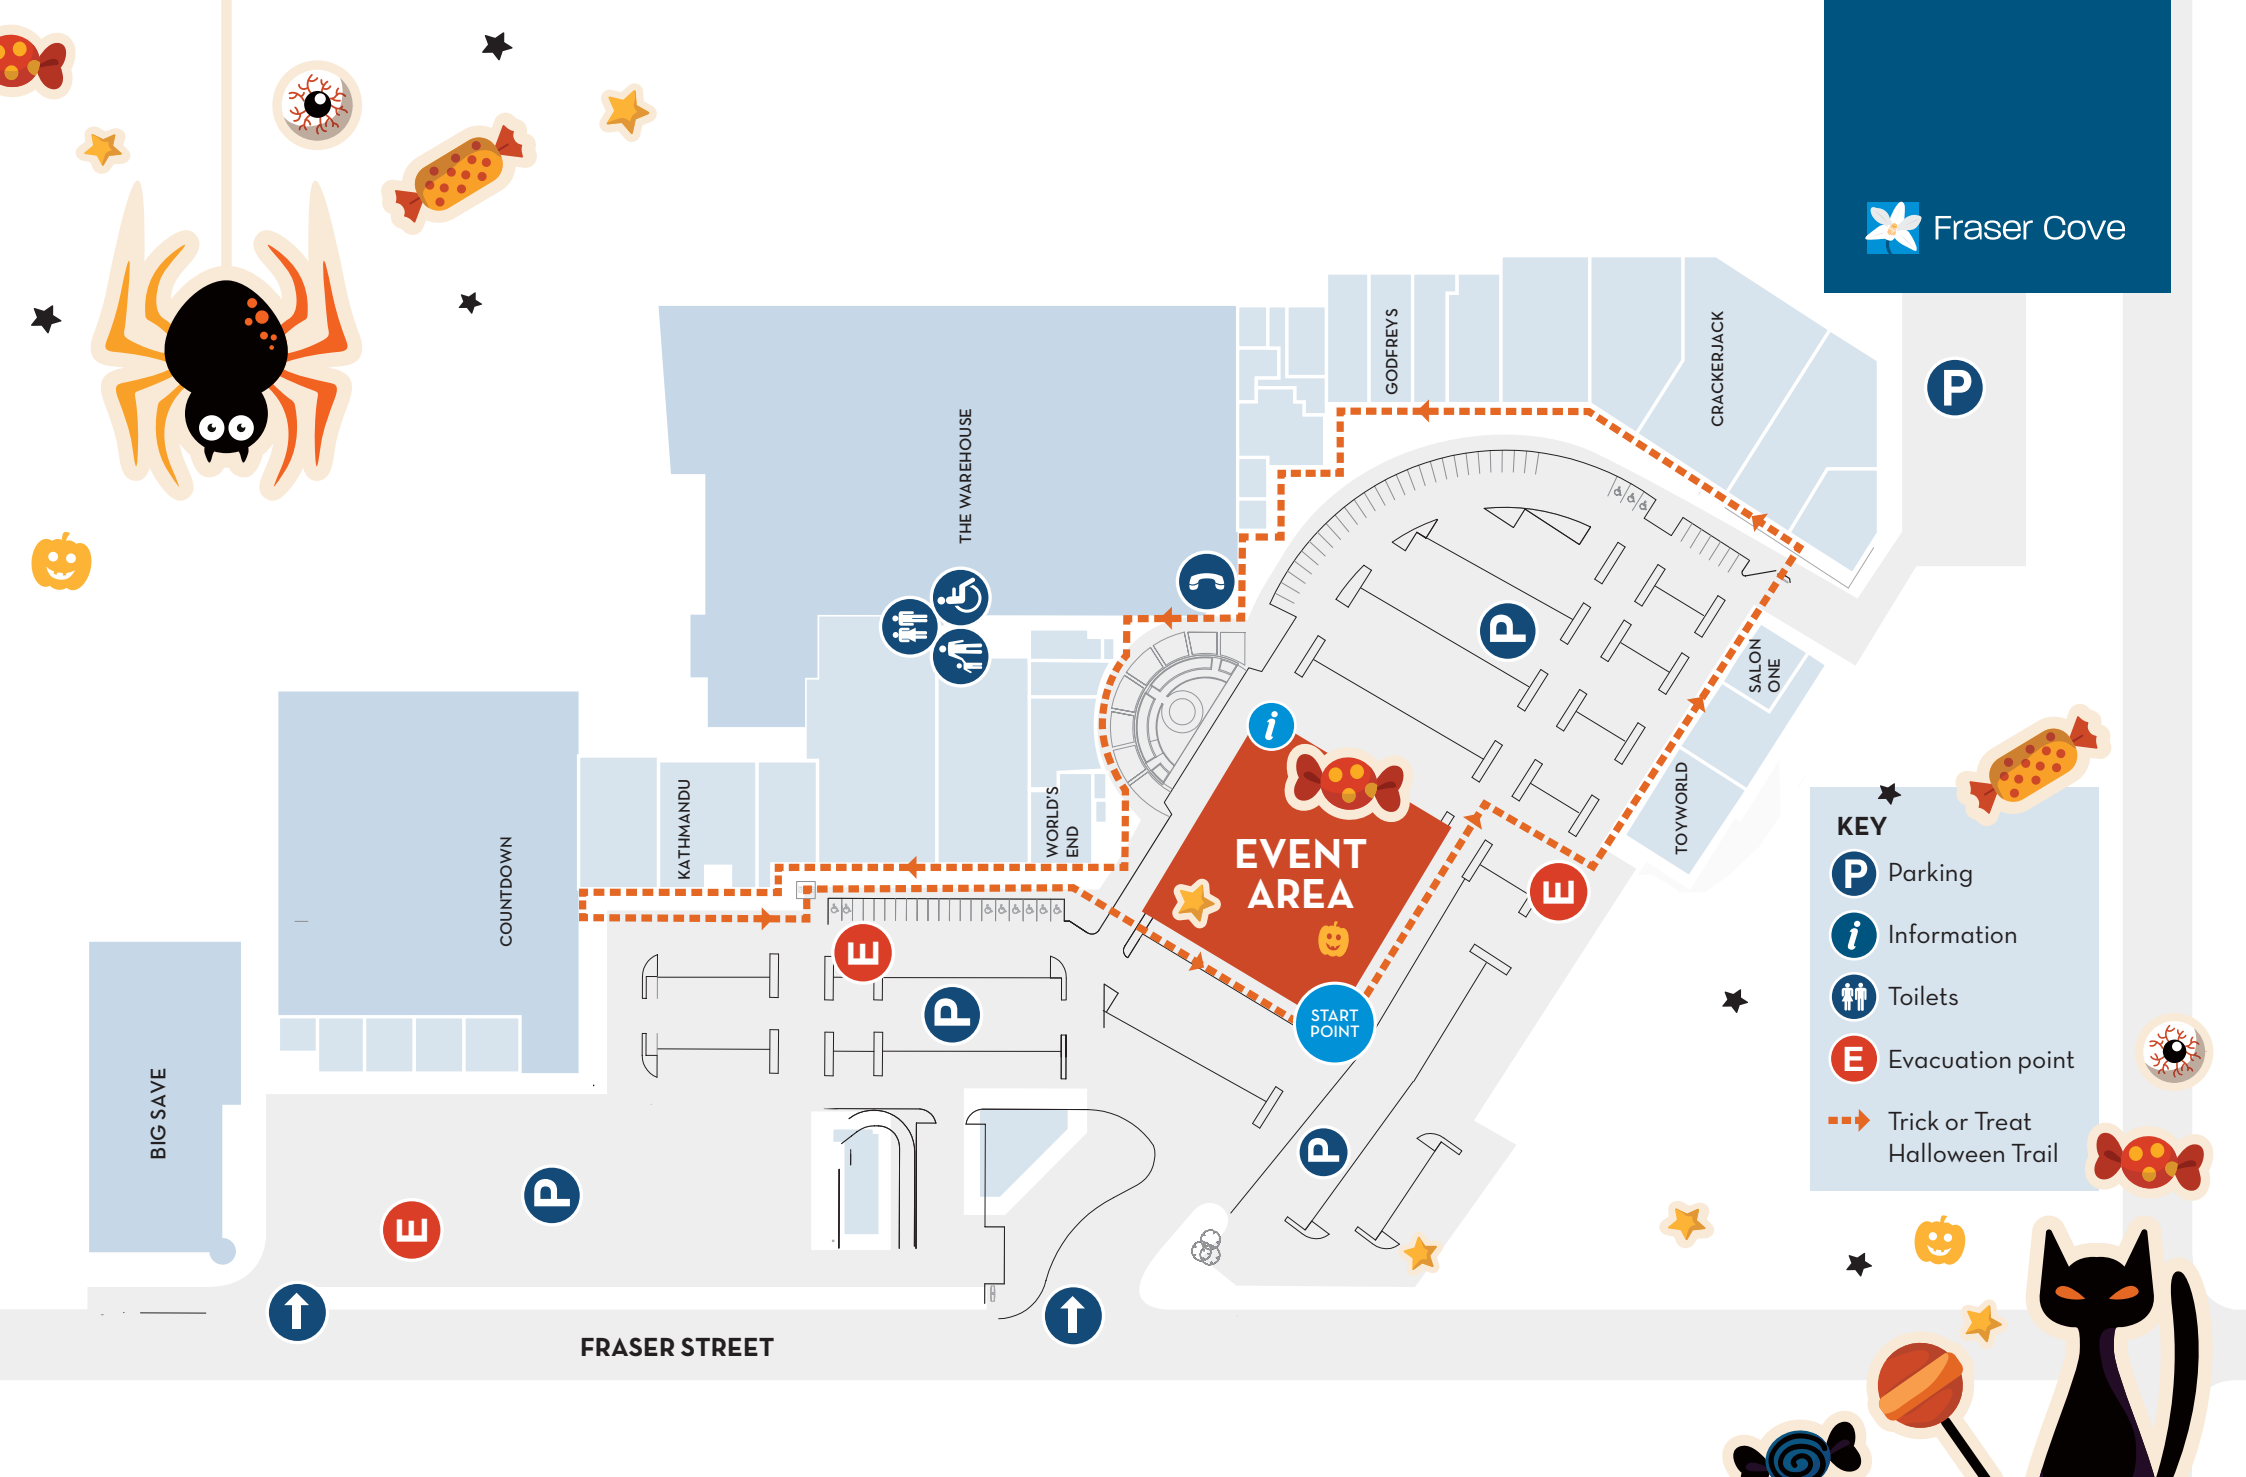 Fraser Cove
GODFREYS
CRACKERJACK
P
THE WAREHOUSE
P
SALON
ONE
i
KATHMANDU
WORLD'S
END
TOYWORLD
COUNTDOWN
EVENT
AREA
E
E
START
POINT
P
BIG SAVE
P
P
E
FRASER STREET
KEY
P Parking
i Information
Toilets
E Evacuation point
Trick or Treat
Halloween Trail